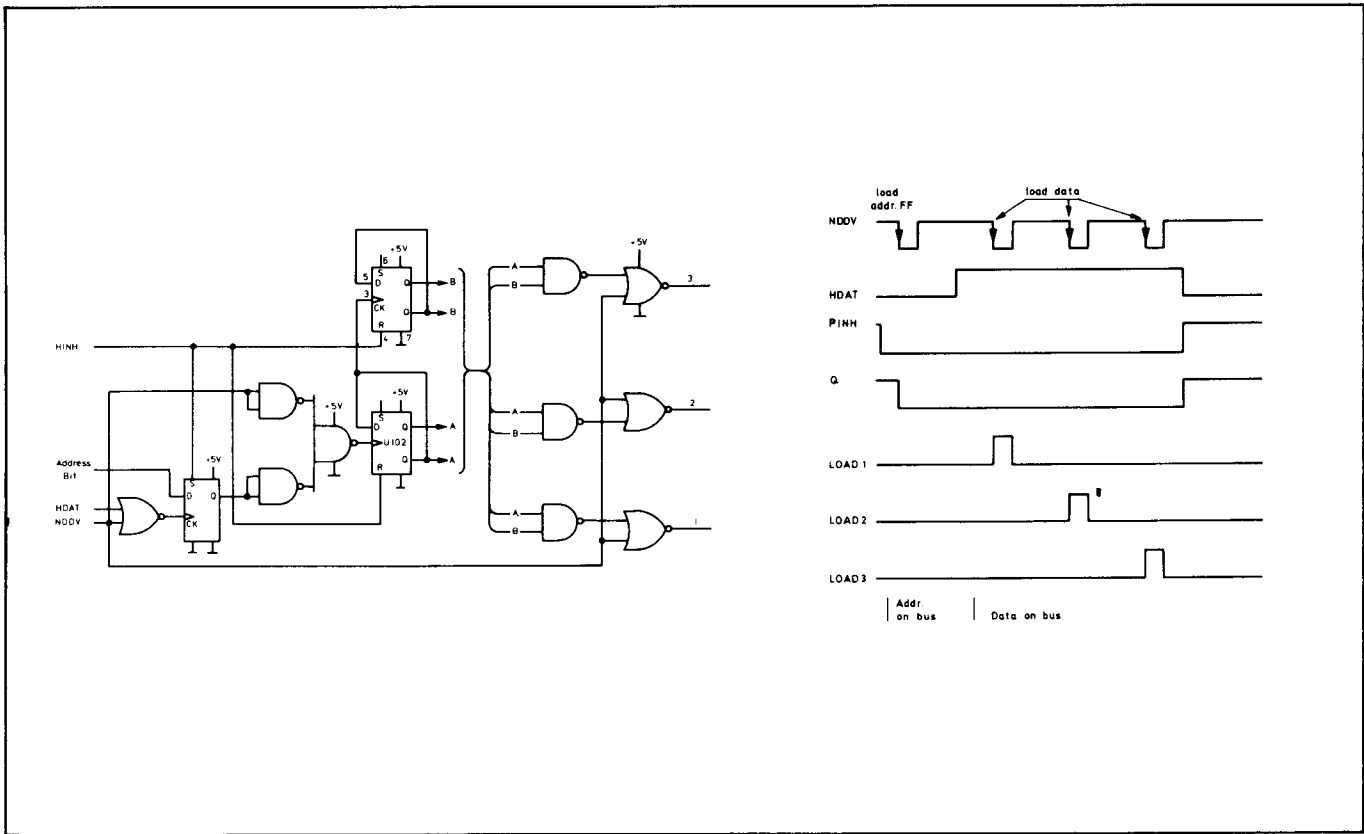 +5V
6
S
5
D
Q
B
3
CK
Q
B
R
4
7
HINH
+5V
+5V
S
D
Q
A
U102
Q
A
R
Address
Bit
+5V
S
D
Q
HDAT
NDDV
CK
A
B
+5V
3
A
B
2
A
B
1
load
addr. FF
load data
NDDV
HDAT
PINH
Q
LOAD 1
LOAD 2
LOAD 3
Addr.
on bus
Data on bus